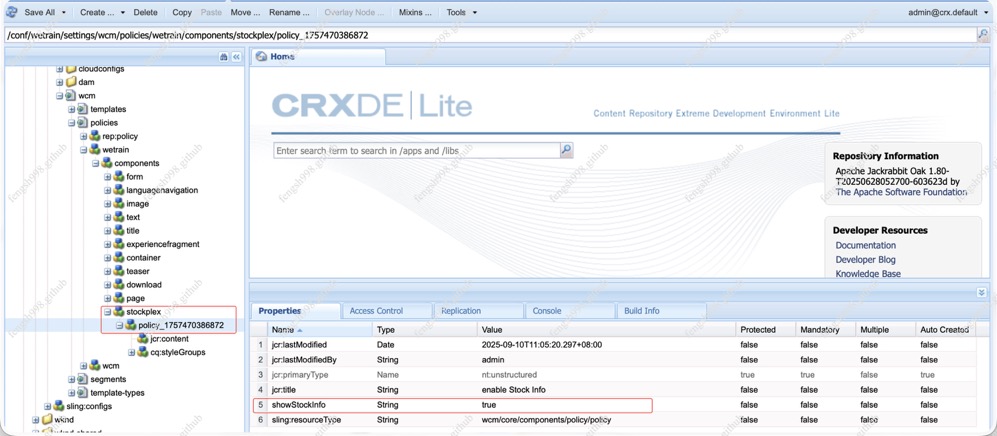 Save All Create ... Delete Copy Paste Move ... Rename ... Overlay Node ... Mixins ... Tools admin@crx.default
/conf/wetrain/settings/wcm/policies/wetrain/components/stockplex/policy_1757470386872
Home
cloudconfigs
dam
wcm
templates
policies
rep:policy
wetrain
components
form
languagenavigation
image
text
title
experiencefragment
container
teaser
download
page
stockplex
policy_1757470386872
jcr:content
cq:styleGroups
wcm
segments
template-types
sling:configs
wknd
wknd-shared
CRXDE | Lite
Content Repository Extreme Development Environment Lite
Enter search term to search in /apps and /libs
Repository Information
Apache Jackrabbit Oak 1.80-
T20250628052700-603623d by
The Apache Software Foundation
Developer Resources
Documentation
Developer Blog
Knowledge Base
Properties Access Control Replication Console Build Info
Name Type Value Protected Mandatory Multiple Auto Created
1 jcr:lastModified Date 2025-09-10T11:05:20.297+08:00 false false false false
2 jcr:lastModifiedBy String admin false false false false
3 jcr:primaryType Name nt:unstructured true true false true
4 jcr:title String enable Stock Info false false false false
5 showStockInfo String true false false false false
6 sling:resourceType String wcm/core/components/policy/policy false false false false